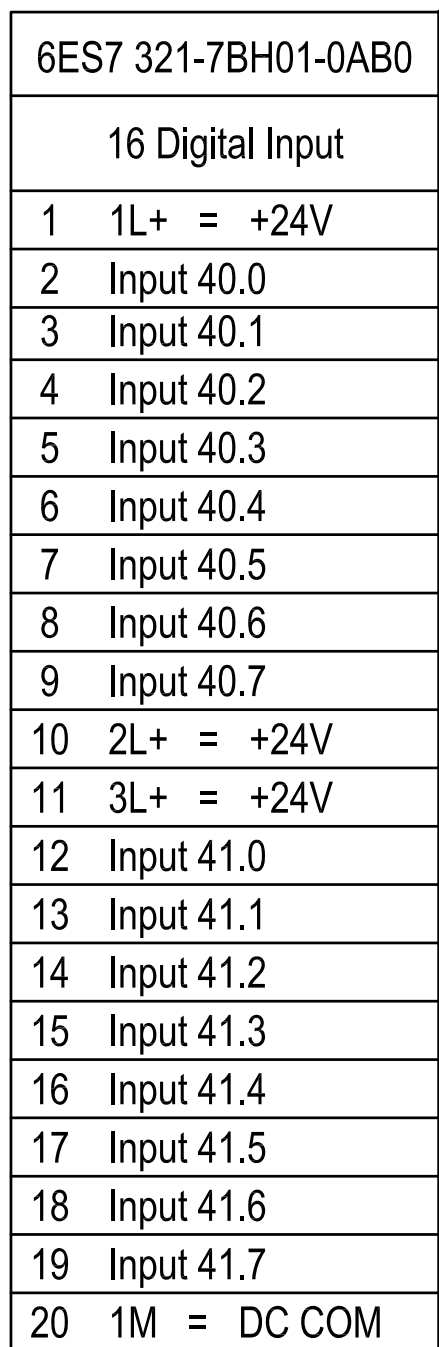 6ES7 321-7BH01-0AB0
16 Digital Input
1 1L+ = +24V
2 Input 40.0
3 Input 40.1
4 Input 40.2
5 Input 40.3
6 Input 40.4
7 Input 40.5
8 Input 40.6
9 Input 40.7
10 2L+ = +24V
11 3L+ = +24V
12 Input 41.0
13 Input 41.1
14 Input 41.2
15 Input 41.3
16 Input 41.4
17 Input 41.5
18 Input 41.6
19 Input 41.7
20 1M = DC COM